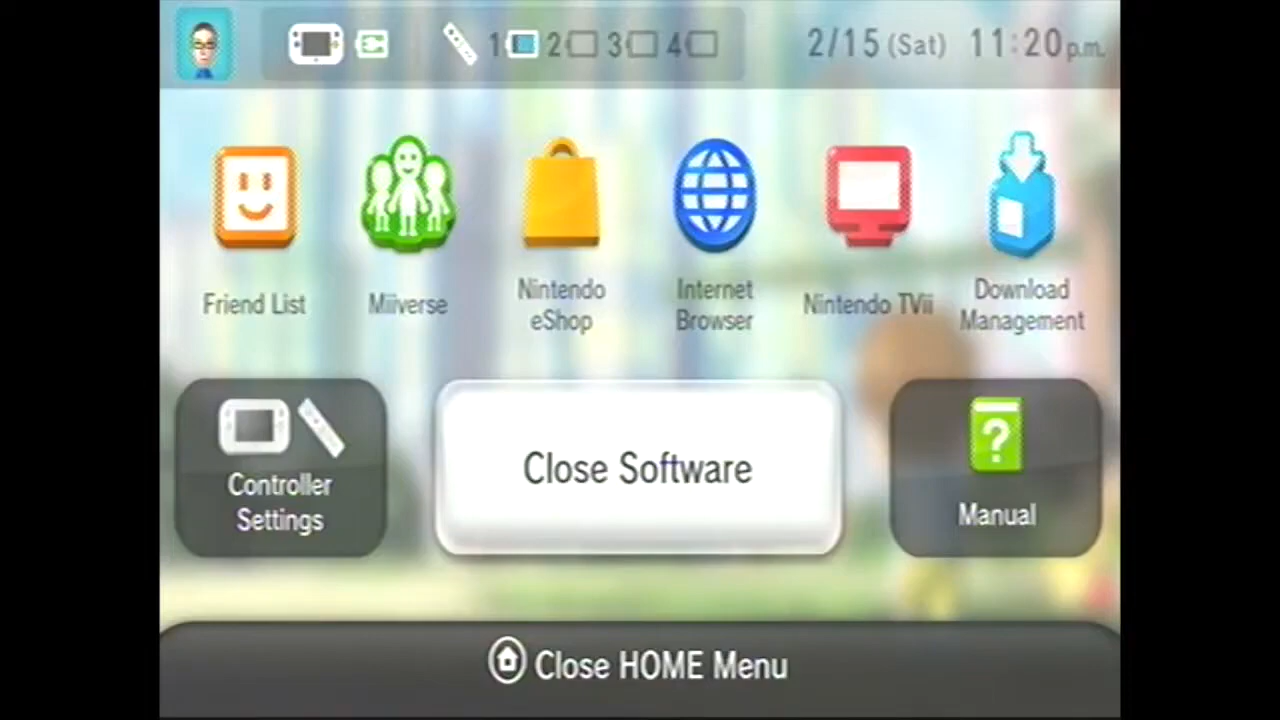 1 2 3 4
2/15 (Sat) 11:20 p.m.
Friend List
Miiverse
Nintendo
eShop
Internet
Browser
Nintendo TVii
Download
Management
Controller
Settings
Close Software
?
Manual
Close HOME Menu